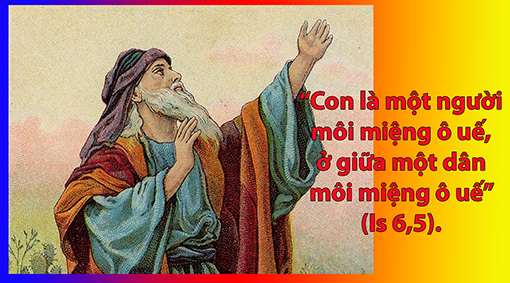 “Con là một người
môi miệng ô uế,
ở giữa một dân
môi miệng ô uế”
(Is 6,5).